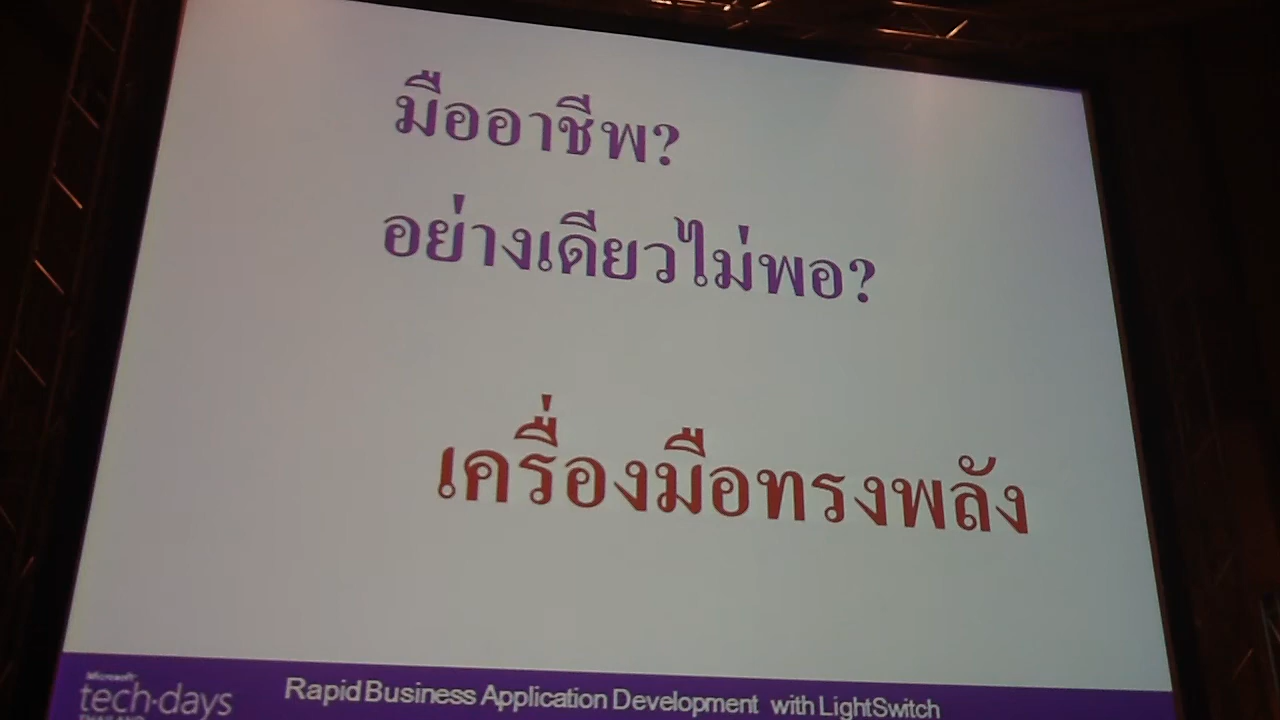 มืออาชีพ?
อย่างเดียวไม่พอ?
เครื่องมือทรงพลัง
Microsoft
tech·days
THAILAND
Rapid Business Application Development with LightSwitch